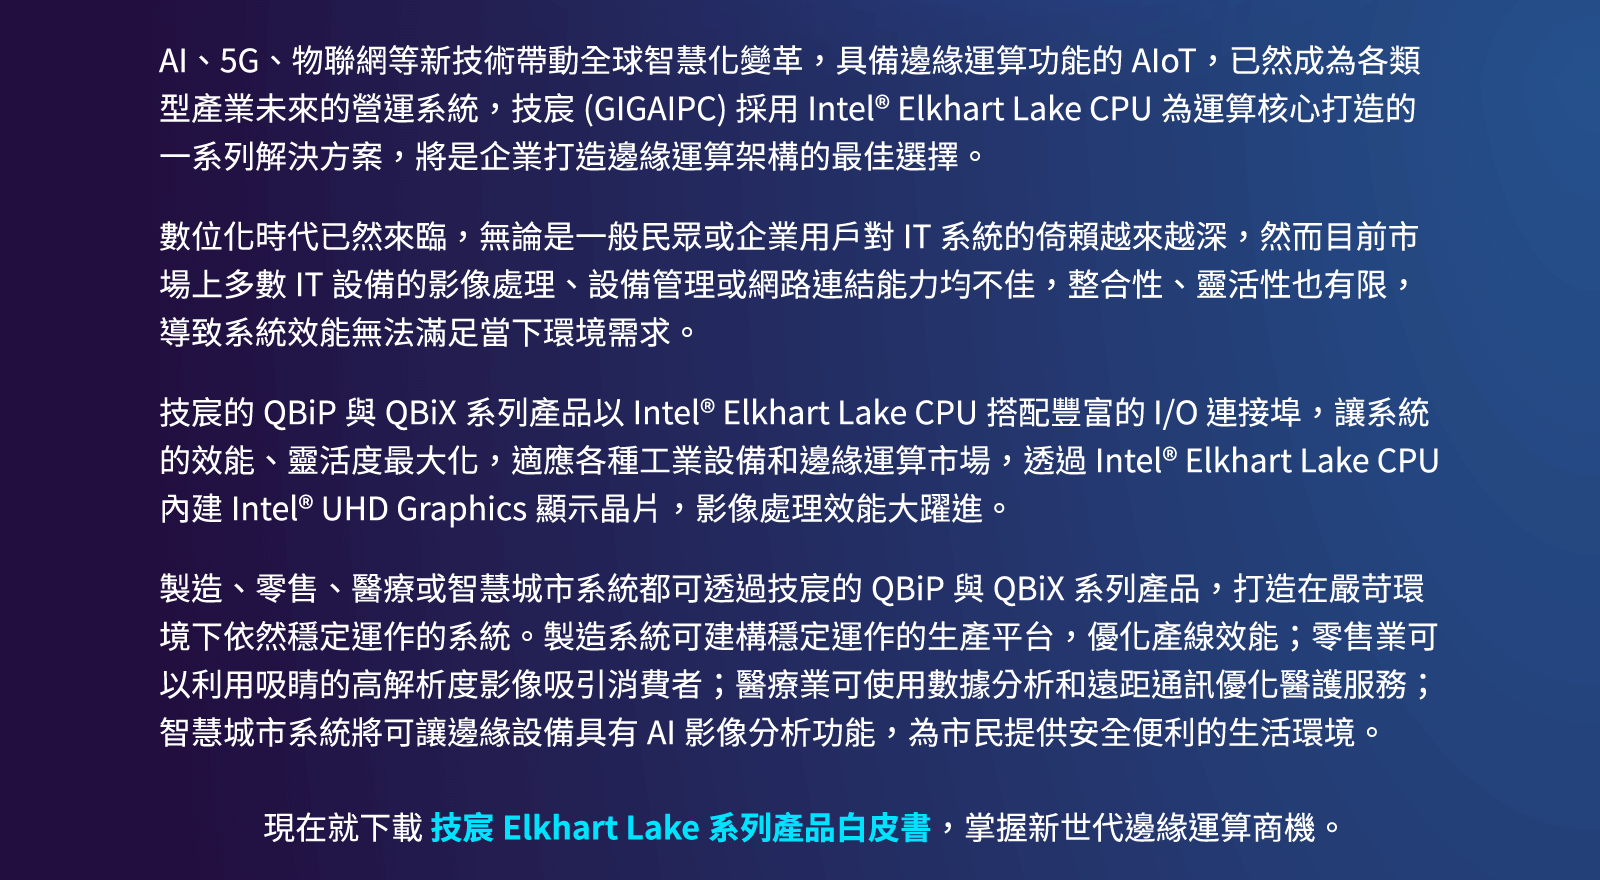 AI、5G、物聯網等新技術帶動全球智慧化變革，具備邊緣運算功能的 AIoT，已然成為各類
型產業未來的營運系統，技宸 (GIGAIPC) 採用 Intel® Elkhart Lake CPU 為運算核心打造的
一系列解決方案，將是企業打造邊緣運算架構的最佳選擇。
數位化時代已然來臨，無論是一般民眾或企業用戶對 IT 系統的倚賴越來越深，然而目前市
場上多數 IT 設備的影像處理、設備管理或網路連結能力均不佳，整合性、靈活性也有限，
導致系統效能無法滿足當下環境需求。
技宸的 QBiP 與 QBiX 系列產品以 Intel® Elkhart Lake CPU 搭配豐富的 I/O 連接埠，讓系統
的效能、靈活度最大化，適應各種工業設備和邊緣運算市場，透過 Intel® Elkhart Lake CPU
內建 Intel® UHD Graphics 顯示晶片，影像處理效能大躍進。
製造、零售、醫療或智慧城市系統都可透過技宸的 QBiP 與 QBiX 系列產品，打造在嚴苛環
境下依然穩定運作的系統。製造系統可建構穩定運作的生產平台，優化產線效能；零售業可
以利用吸睛的高解析度影像吸引消費者；醫療業可使用數據分析和遠距通訊優化醫護服務；
智慧城市系統將可讓邊緣設備具有 AI 影像分析功能，為市民提供安全便利的生活環境。
現在就下載 技宸 Elkhart Lake 系列產品白皮書，掌握新世代邊緣運算商機。